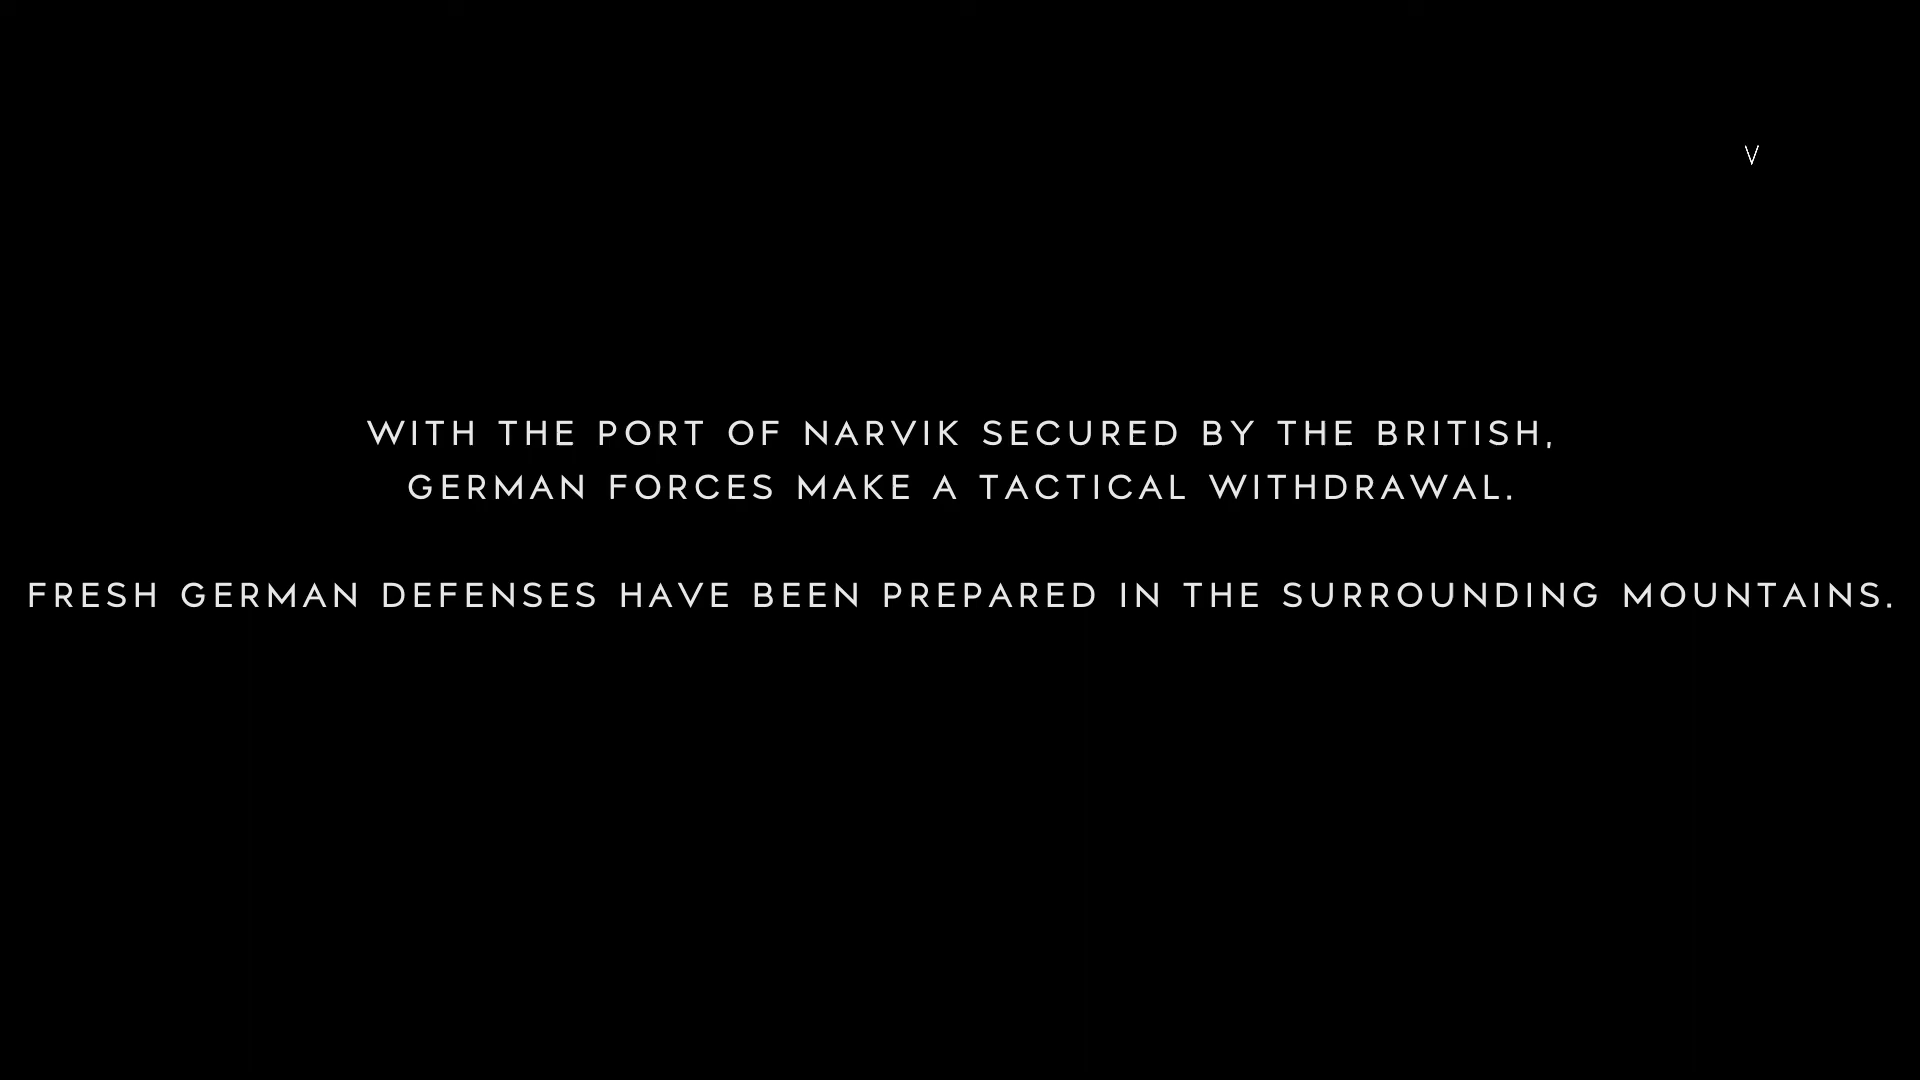 V
WITH THE PORT OF NARVIK SECURED BY THE BRITISH,
GERMAN FORCES MAKE A TACTICAL WITHDRAWAL.
FRESH GERMAN DEFENSES HAVE BEEN PREPARED IN THE SURROUNDING MOUNTAINS.